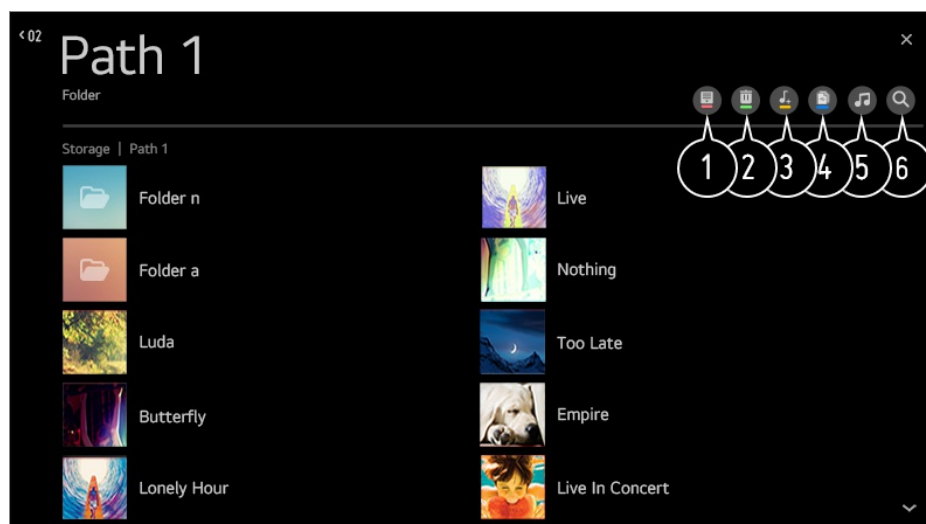 < 02
Path 1
Folder
1 2 3 4 5 6
Storage | Path 1
Folder n
Live
Folder a
Nothing
Luda
Too Late
Butterfly
Empire
Lonely Hour
Live In Concert